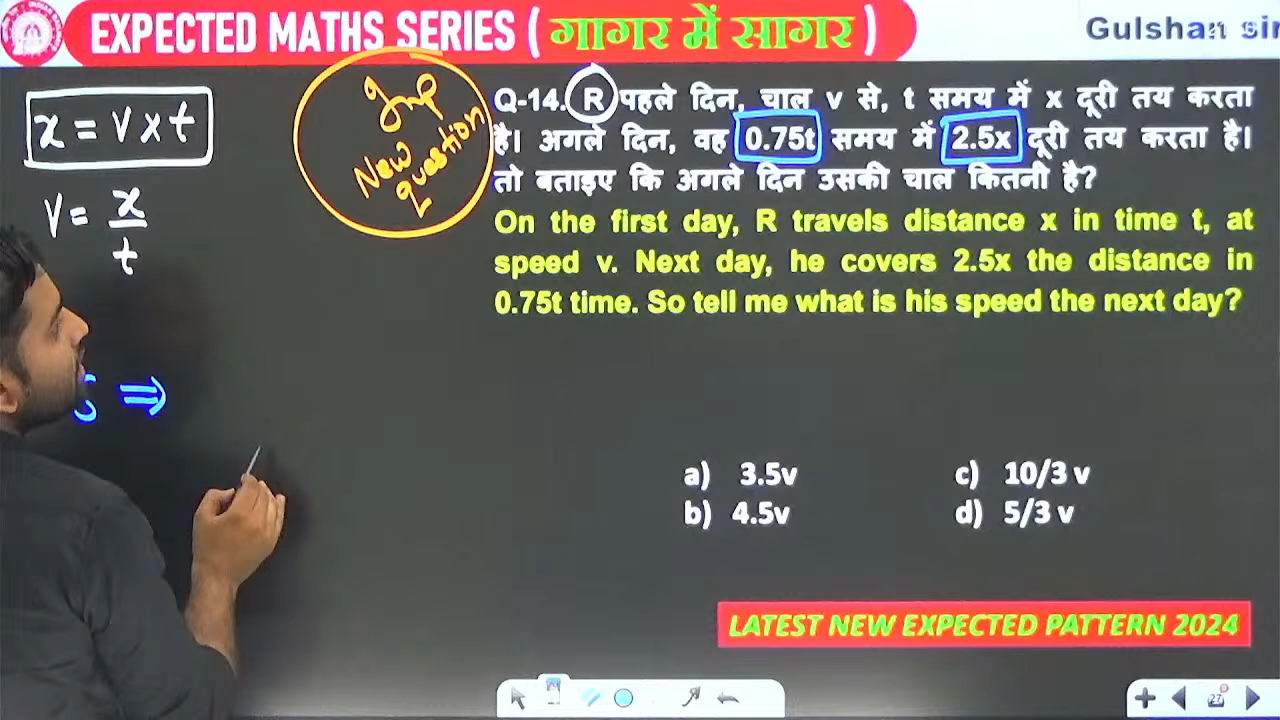 EXPECTED MATHS SERIES ( गागर में सागर )
Gulshan sir
x = v x t
v = x
t
Imp
New
question
Q-14. R पहले दिन, चाल v से, t समय में x दूरी तय करता
है। अगले दिन, वह 0.75t समय में 2.5x दूरी तय करता है।
तो बताइए कि अगले दिन उसकी चाल कितनी है?
On the first day, R travels distance x in time t, at
speed v. Next day, he covers 2.5x the distance in
0.75t time. So tell me what is his speed the next day?
⇒
a) 3.5v
c) 10/3 v
b) 4.5v
d) 5/3 v
LATEST NEW EXPECTED PATTERN 2024
27